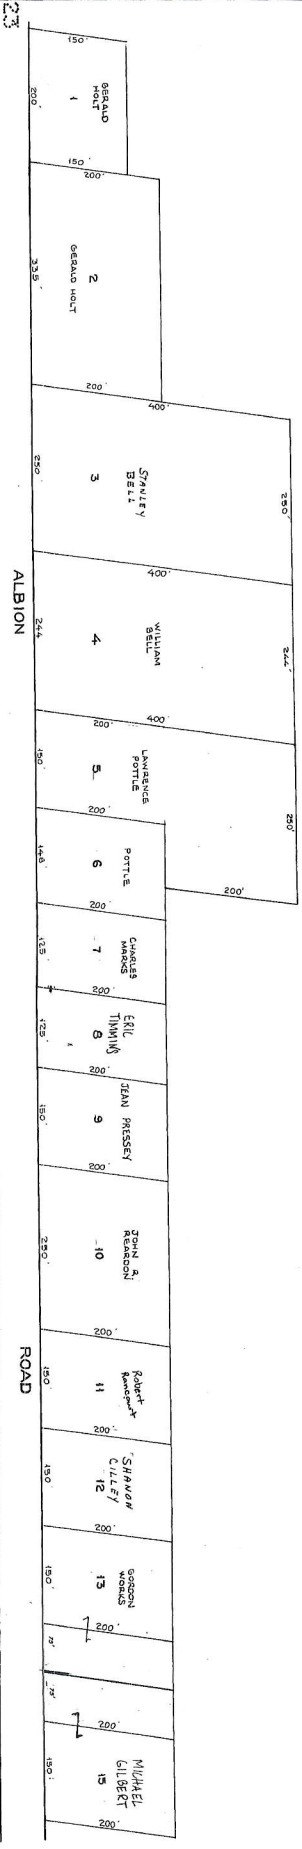 23
150'
GERALD
HOLT
1
200'
150'
200'
2
GERALD HOLT
335'
200'
400'
250'
STANLEY
BELL
3
250'
400'
244'
WILLIAM
BELL
4
244
400
200'
250'
LAWRENCE
POTTLE
5
150'
200'
200'
POTTLE
6
148'
200'
CHARLES
MARKS
7
125'
200'
ERIC
TIMMINS
8
125'
200'
JEAN PRESSEY
9
150'
200'
JOHN R.
REARDON
10
250'
200'
Robert
Rancourt
11
150'
200'
SHANON
CILLEY
12
150'
200'
GORDON
WORKS
13
150'
200'
75'
75'
200'
MICHAEL
GILBERT
15
150'
200'
ALBION
ROAD